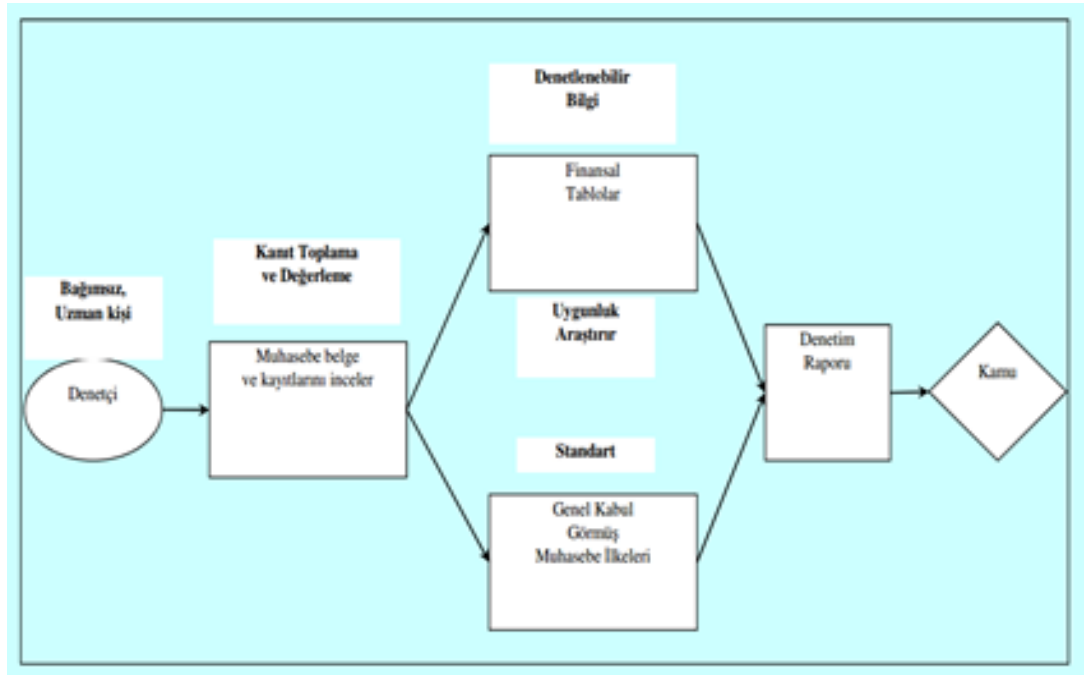 Bağımsız,
Uzman kişi
Denetçi
Kanıt Toplama
ve Değerleme
Muhasebe belge
ve kayıtlarını inceler
Denetlenebilir
Bilgi
Finansal
Tablolar
Uygunluk
Araştırır
Standart
Genel Kabul
Görmüş
Muhasebe İlkeleri
Denetim
Raporu
Kamu